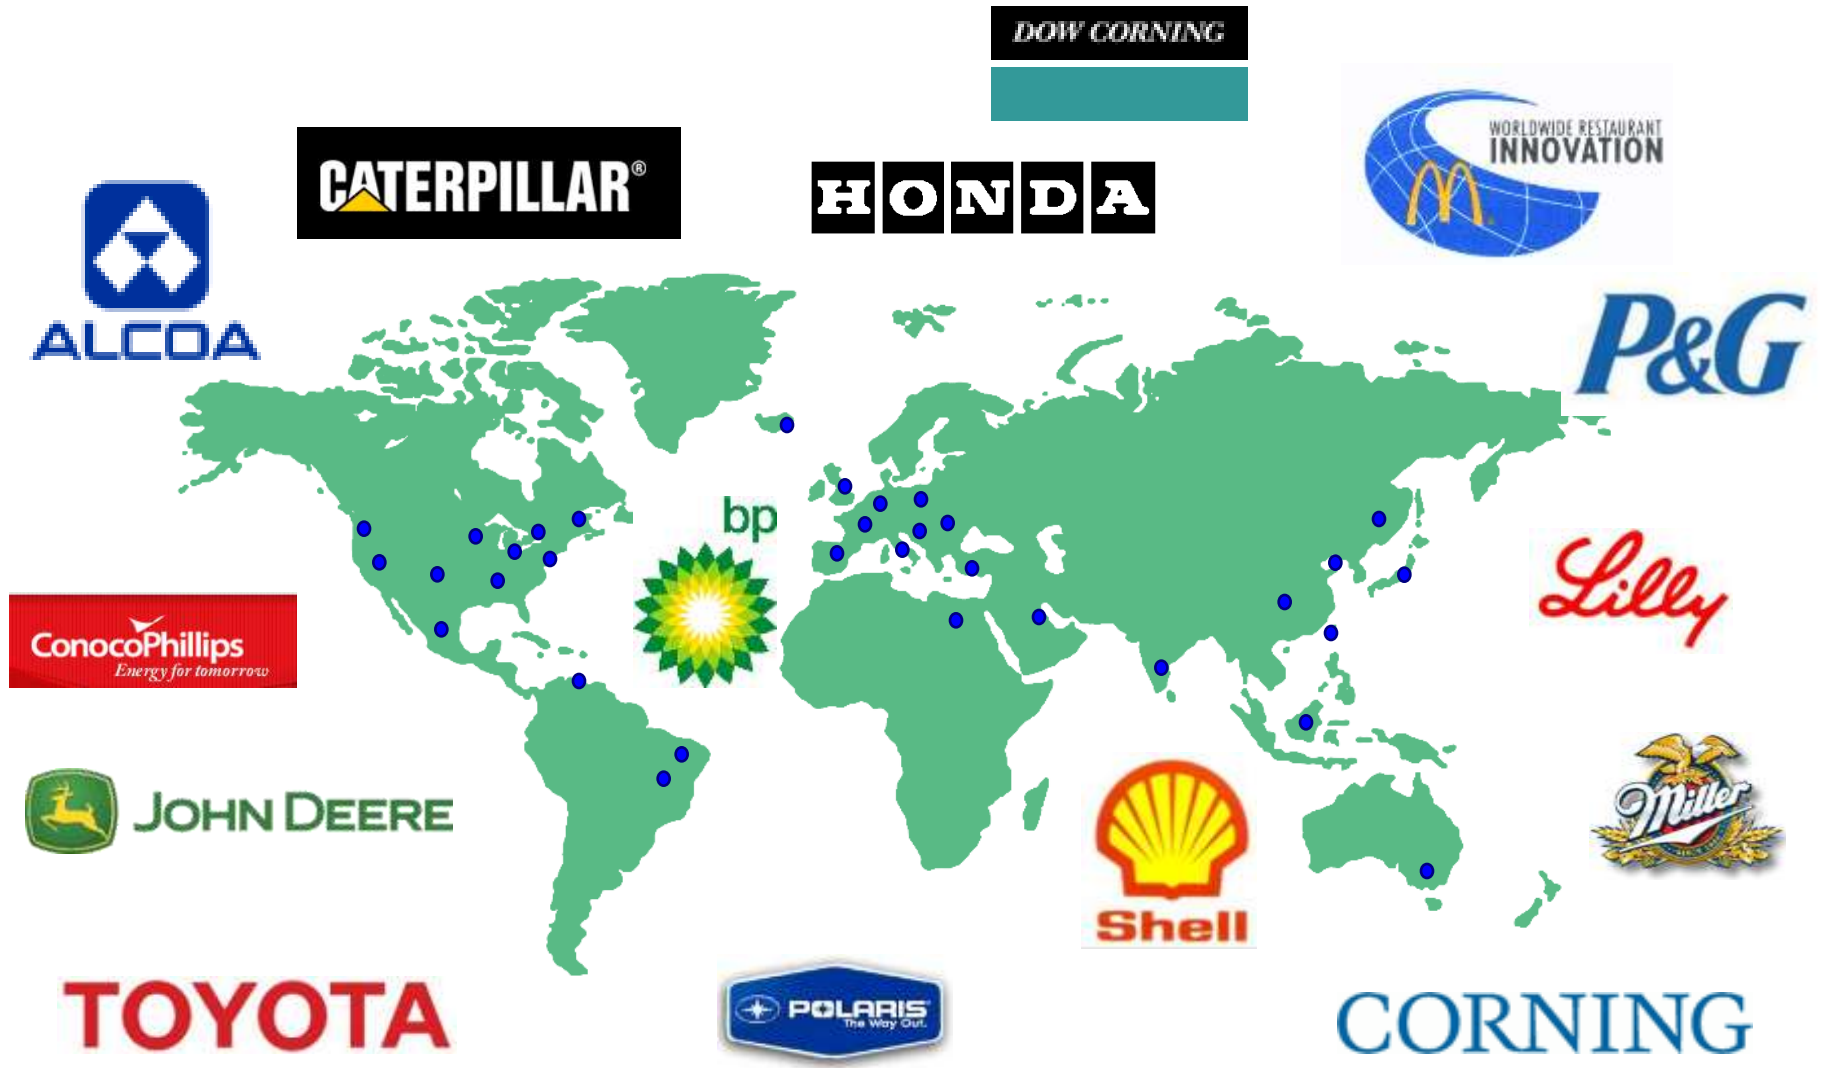 DOW CORNING
WORLDWIDE RESTAURANT
INNOVATION
CATERPILLAR®
HONDA
ALCOA
P&G
bp
Lilly
ConocoPhillips
Energy for tomorrow
JOHN DEERE
Miller
Shell
TOYOTA
POLARIS
The Way Out.
CORNING